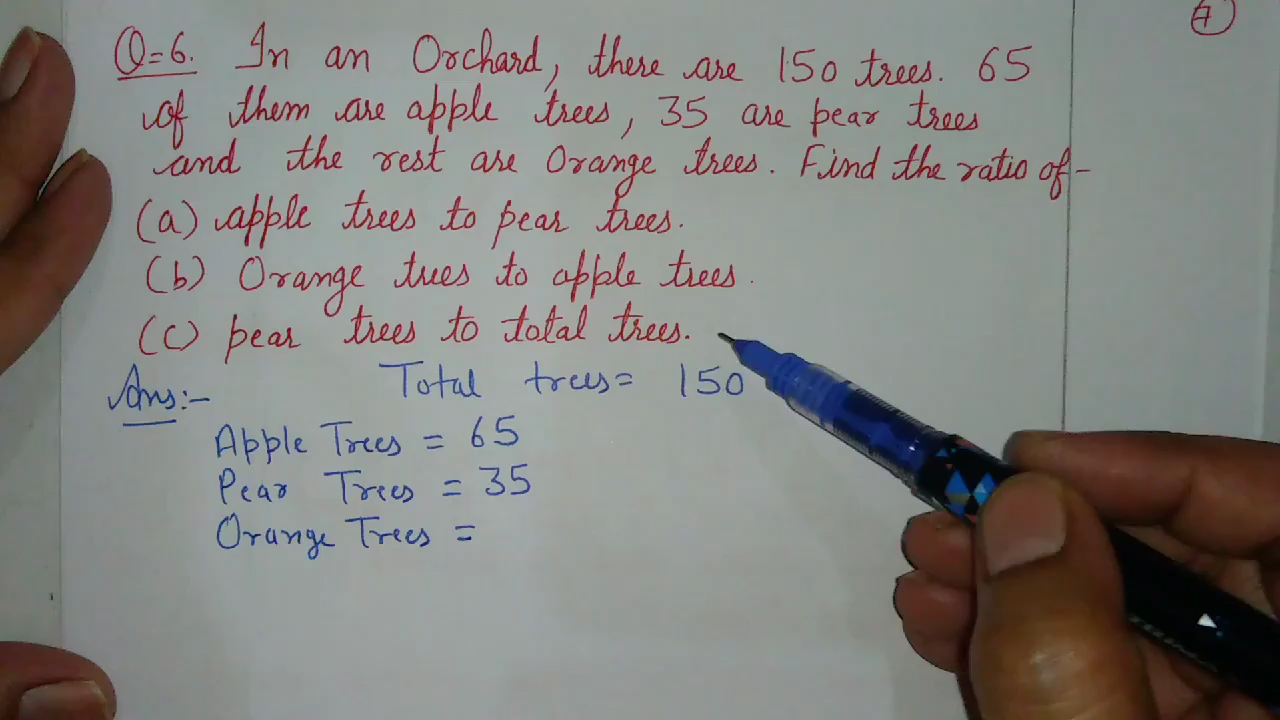 7
Q=6. In an Orchard, there are 150 trees. 65
of them are apple trees, 35 are pear trees
and the rest are Orange trees. Find the ratio of-
(a) apple trees to pear trees.
(b) Orange trees to apple trees.
(c) pear trees to total trees.
Ans:- Total trees = 150
Apple Trees = 65
Pear Trees = 35
Orange Trees =